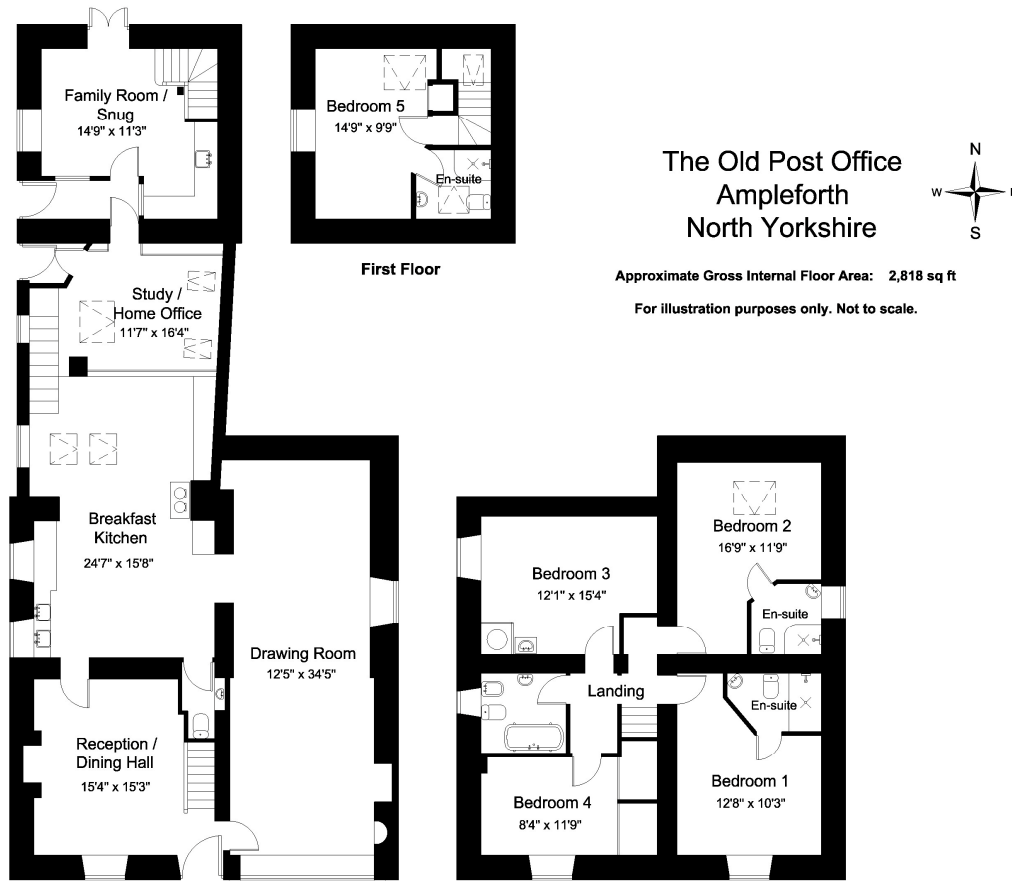 Family Room /
Snug
14'9" x 11'3"
Bedroom 5
14'9" x 9'9"
En-suite
First Floor
The Old Post Office
Ampleforth
North Yorkshire
N
W
S
Approximate Gross Internal Floor Area: 2,818 sq ft
For illustration purposes only. Not to scale.
Study /
Home Office
11'7" x 16'4"
Breakfast
Kitchen
24'7" x 15'8"
Drawing Room
12'5" x 34'5"
Reception /
Dining Hall
15'4" x 15'3"
Bedroom 3
12'1" x 15'4"
Bedroom 2
16'9" x 11'9"
En-suite
Landing
En-suite
Bedroom 4
8'4" x 11'9"
Bedroom 1
12'8" x 10'3"